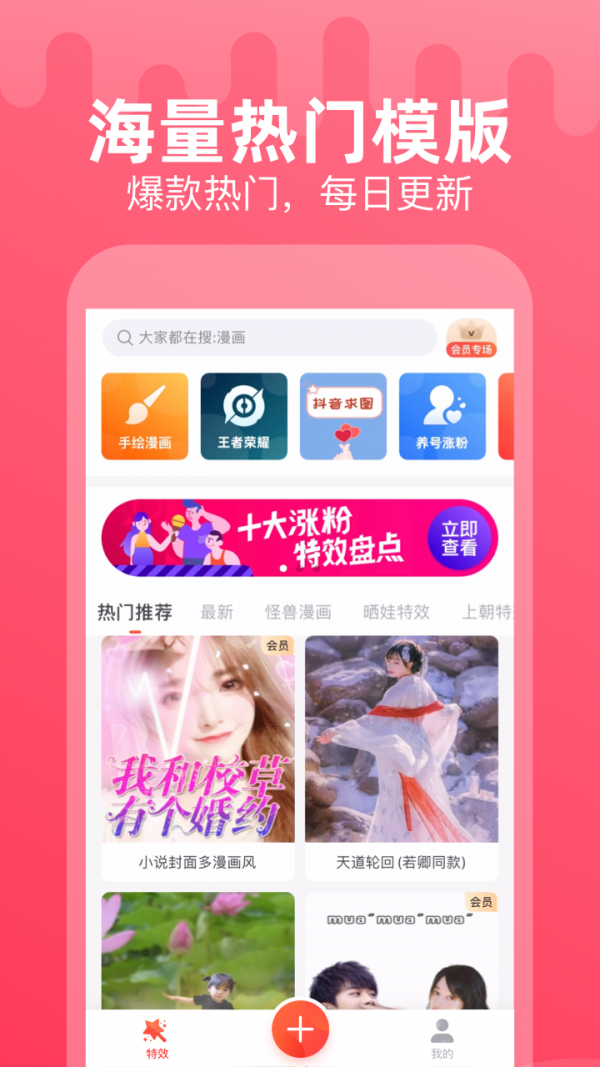 海量热门模版
爆款热门，每日更新
大家都在搜:漫画
V
会员专场
手绘漫画
王者荣耀
抖音求图
养号涨粉
十大涨粉
特效盘点
立即
查看
热门推荐 最新 怪兽漫画 晒娃特效 上朝特
会员
我和校草
有个婚约
小说封面多漫画风
天道轮回(若卿同款)
会员
mua~mua~mua~
特效
我的